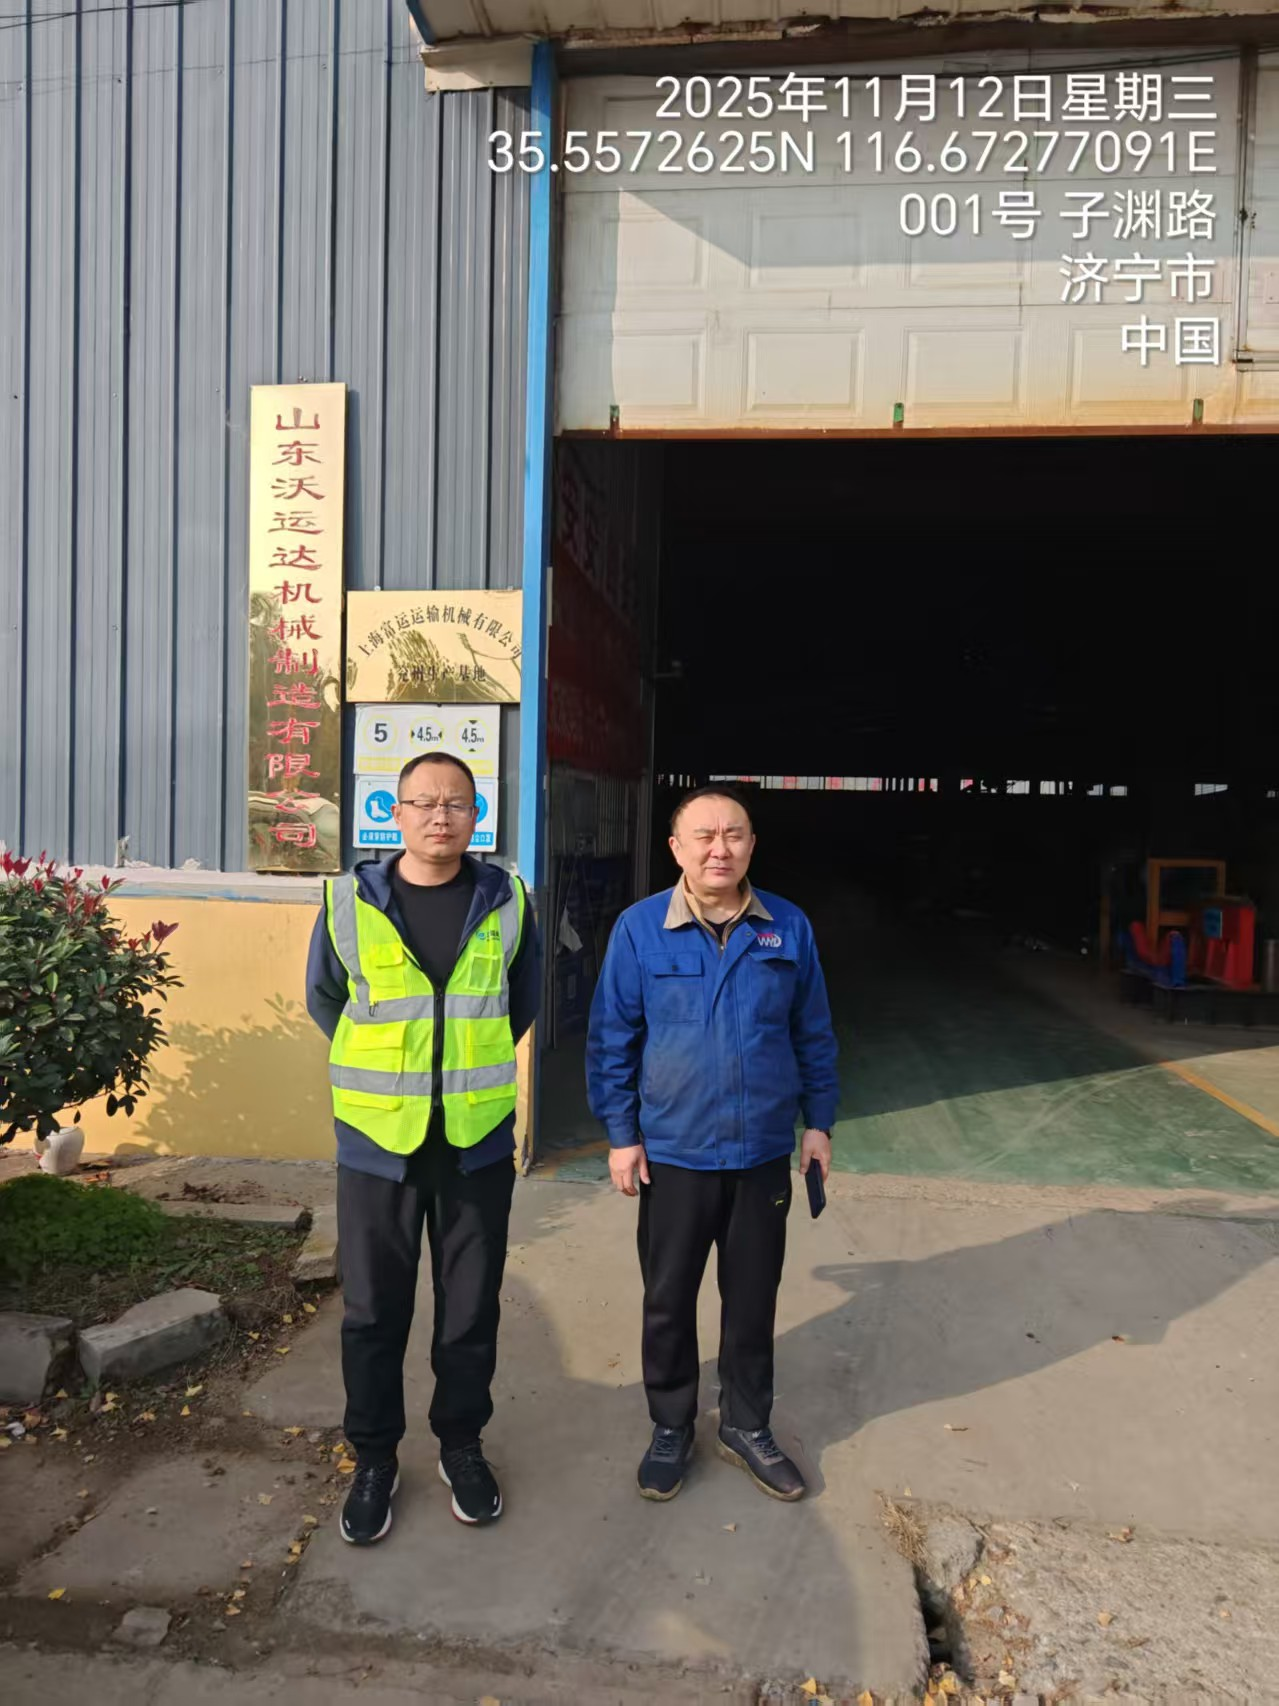 2025年11月12日星期三
35.5572625N 116.67277091E
001号 子渊路
济宁市
中国
山东沃运达机械制造有限公司
上海富运运输机械有限公司
兖州生产基地
5
4.5m
4.5m